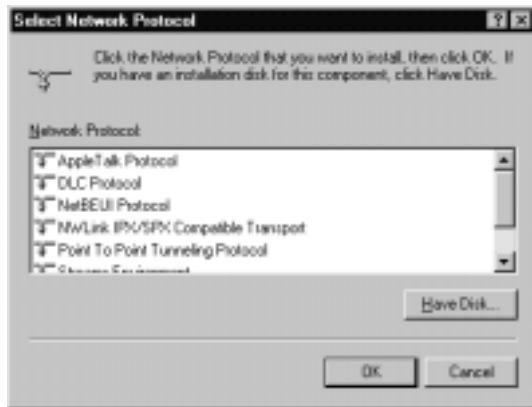 Select Network Protocol
Click the Network Protocol that you want to install, then click OK. If
you have an installation disk for this component, click Have Disk.
Network Protocol:
AppleTalk Protocol
DLC Protocol
NetBEUI Protocol
NWLink IPX/SPX Compatible Transport
Point To Point Tunneling Protocol
Streams Environment
Have Disk...
OK
Cancel